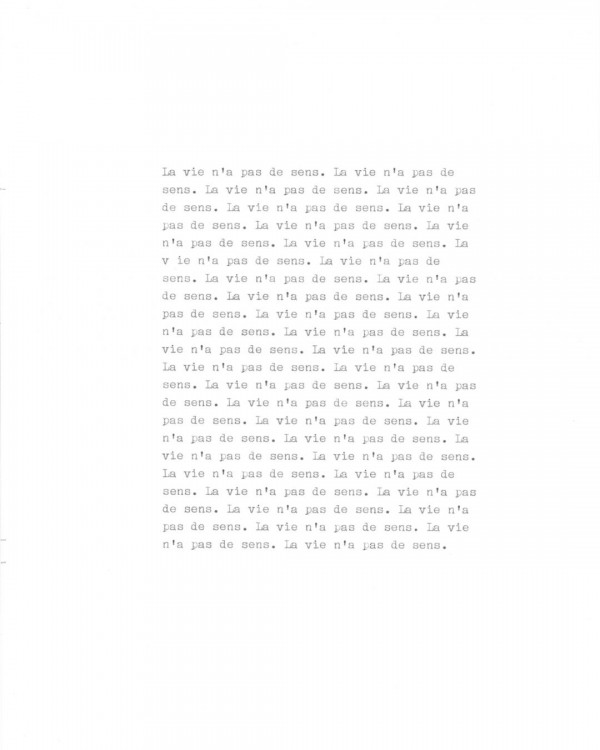 La vie n'a pas de sens. La vie n'a pas de
sens. La vie n'a pas de sens. La vie n'a pas
de sens. La vie n'a pas de sens. La vie n'a
pas de sens. La vie n'a pas de sens. La vie
n'a pas de sens. La vie n'a pas de sens. La
v ie n'a pas de sens. La vie n'a pas de
sens. La vie n'a pas de sens. La vie n'a pas
de sens. La vie n'a pas de sens. La vie n'a
pas de sens. La vie n'a pas de sens. La vie
n'a pas de sens. La vie n'a pas de sens. La
vie n'a pas de sens. La vie n'a pas de sens.
La vie n'a pas de sens. La vie n'a pas de
sens. La vie n'a pas de sens. La vie n'a pas
de sens. La vie n'a pas de sens. La vie n'a
pas de sens. La vie n'a pas de sens. La vie
n'a pas de sens. La vie n'a pas de sens. La
vie n'a pas de sens. La vie n'a pas de sens.
La vie n'a pas de sens. La vie n'a pas de
sens. La vie n'a pas de sens. La vie n'a pas
de sens. La vie n'a pas de sens. La vie n'a
pas de sens. La vie n'a pas de sens. La vie
n'a pas de sens. La vie n'a pas de sens.